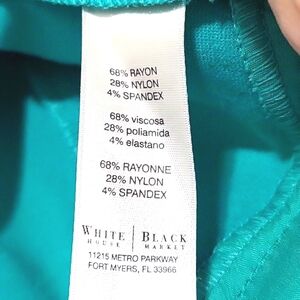 68% RAYON
28% NYLON
4% SPANDEX
68% viscosa
28% poliamida
4% elastano
68% RAYONNE
28% NYLON
4% SPANDEX
WHITE | BLACK
HOUSE | MARKET
11215 METRO PARKWAY
FORT MYERS, FL 33966